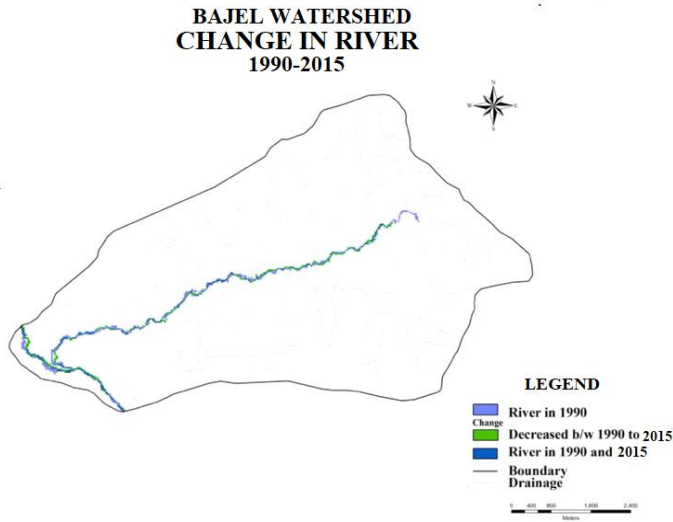 BAJEL WATERSHED
CHANGE IN RIVER
1990-2015
N
W E
S
LEGEND
River in 1990
Change
Decreased b/w 1990 to 2015
River in 1990 and 2015
Boundary
Drainage
0 400 800 1,600 2,400
Meters